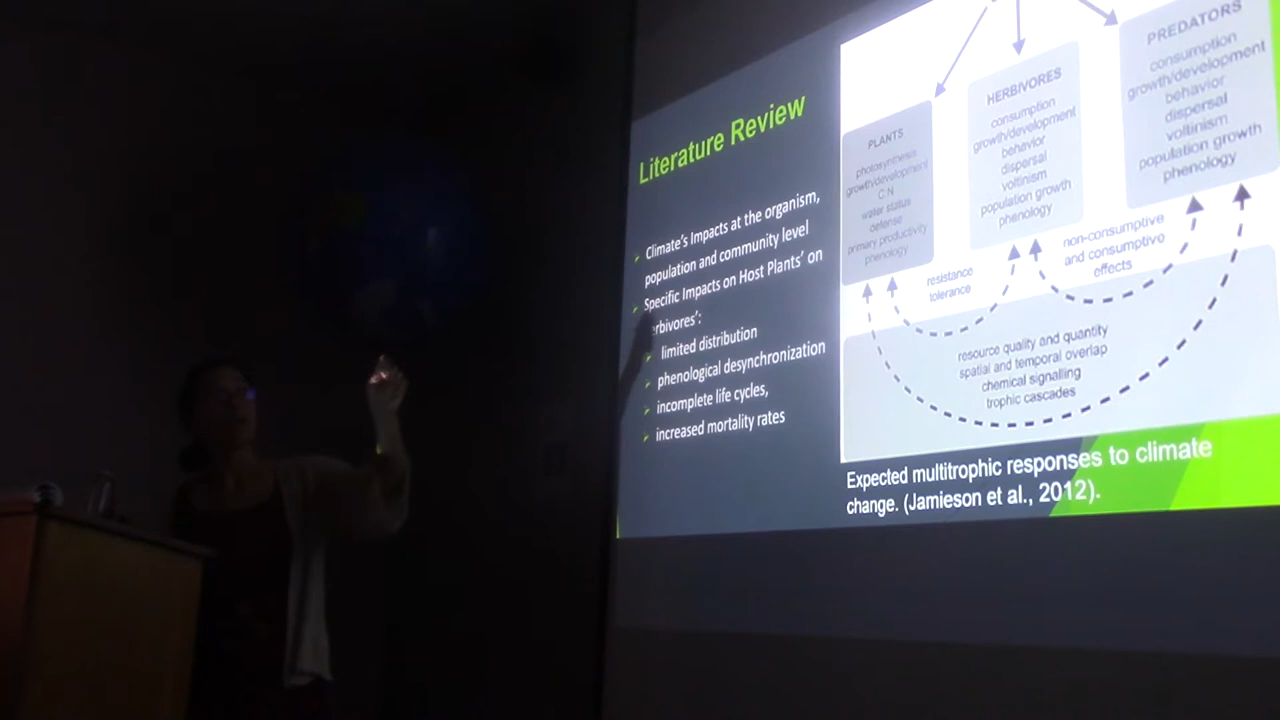 Literature Review
Climate's Impacts at the organism,
population and community level
Specific Impacts on Host Plants' on
erbivores':
limited distribution
phenological desynchronization
incomplete life cycles,
increased mortality rates
PLANTS
photosynthesis
growth/development
C:N
water status
defense
primary productivity
phenology
HERBIVORES
consumption
growth/development
behavior
dispersal
voltinism
population growth
phenology
PREDATORS
consumption
growth/development
behavior
dispersal
voltinism
population growth
phenology
resistance
tolerance
non-consumptive
and consumptive
effects
resource quality and quantity
spatial and temporal overlap
chemical signalling
trophic cascades
Expected multitrophic responses to climate
change. (Jamieson et al., 2012).